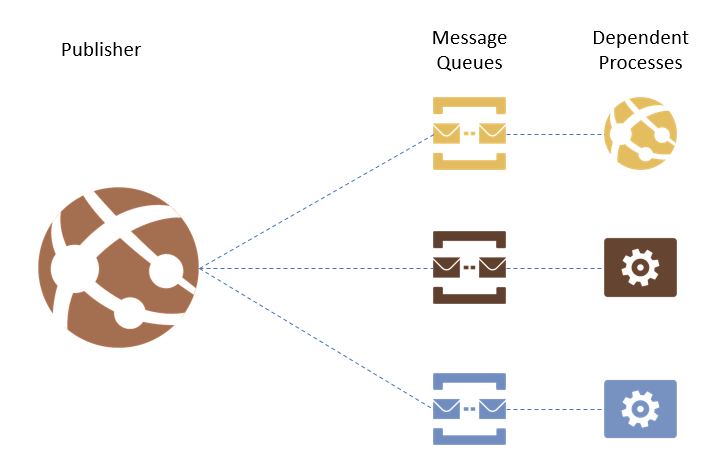 Publisher
Message
Queues
Dependent
Processes